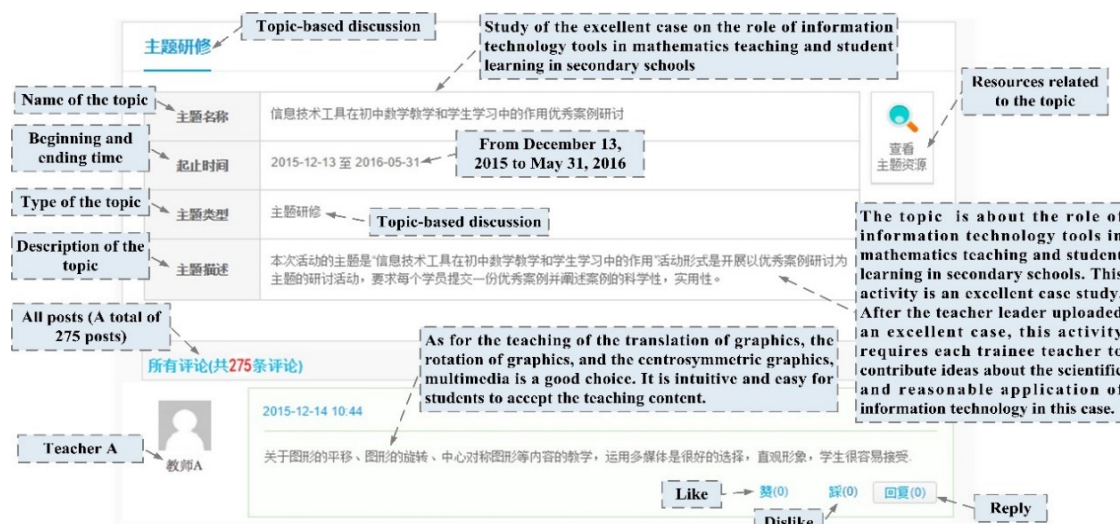 主题研修
Topic-based discussion
Study of the excellent case on the role of information
technology tools in mathematics teaching and student
learning in secondary schools
Resources related
to the topic
Name of the topic
主题名称
信息技术工具在初中数学教学和学生学习中的作用优秀案例研讨
查看
主题资源
Beginning and
ending time
起止时间
2015-12-13 至 2016-05-31
From December 13,
2015 to May 31, 2016
Type of the topic
主题类型
主题研修
Topic-based discussion
Description of the
topic
主题描述
本次活动的主题是“信息技术工具在初中数学教学和学生学习中的作用”活动形式是开展以优秀案例研讨为
主题的研讨活动，要求每个学员提交一份优秀案例并阐述案例的科学性，实用性。
The topic is about the role of
information technology tools in
mathematics teaching and student
learning in secondary schools. This
activity is an excellent case study.
After the teacher leader uploaded
an excellent case, this activity
requires each trainee teacher to
contribute ideas about the scientific
and reasonable application of
information technology in this case.
All posts (A total of
275 posts)
所有评论(共275条评论)
As for the teaching of the translation of graphics, the
rotation of graphics, and the centrosymmetric graphics,
multimedia is a good choice. It is intuitive and easy for
students to accept the teaching content.
Teacher A
教师A
2015-12-14 10:44
关于图形的平移、图形的旋转、中心对称图形等内容的教学，运用多媒体是很好的选择，直观形象，学生很容易接受.
Like
赞(0)
踩(0)
回复(0)
Dislike
Reply